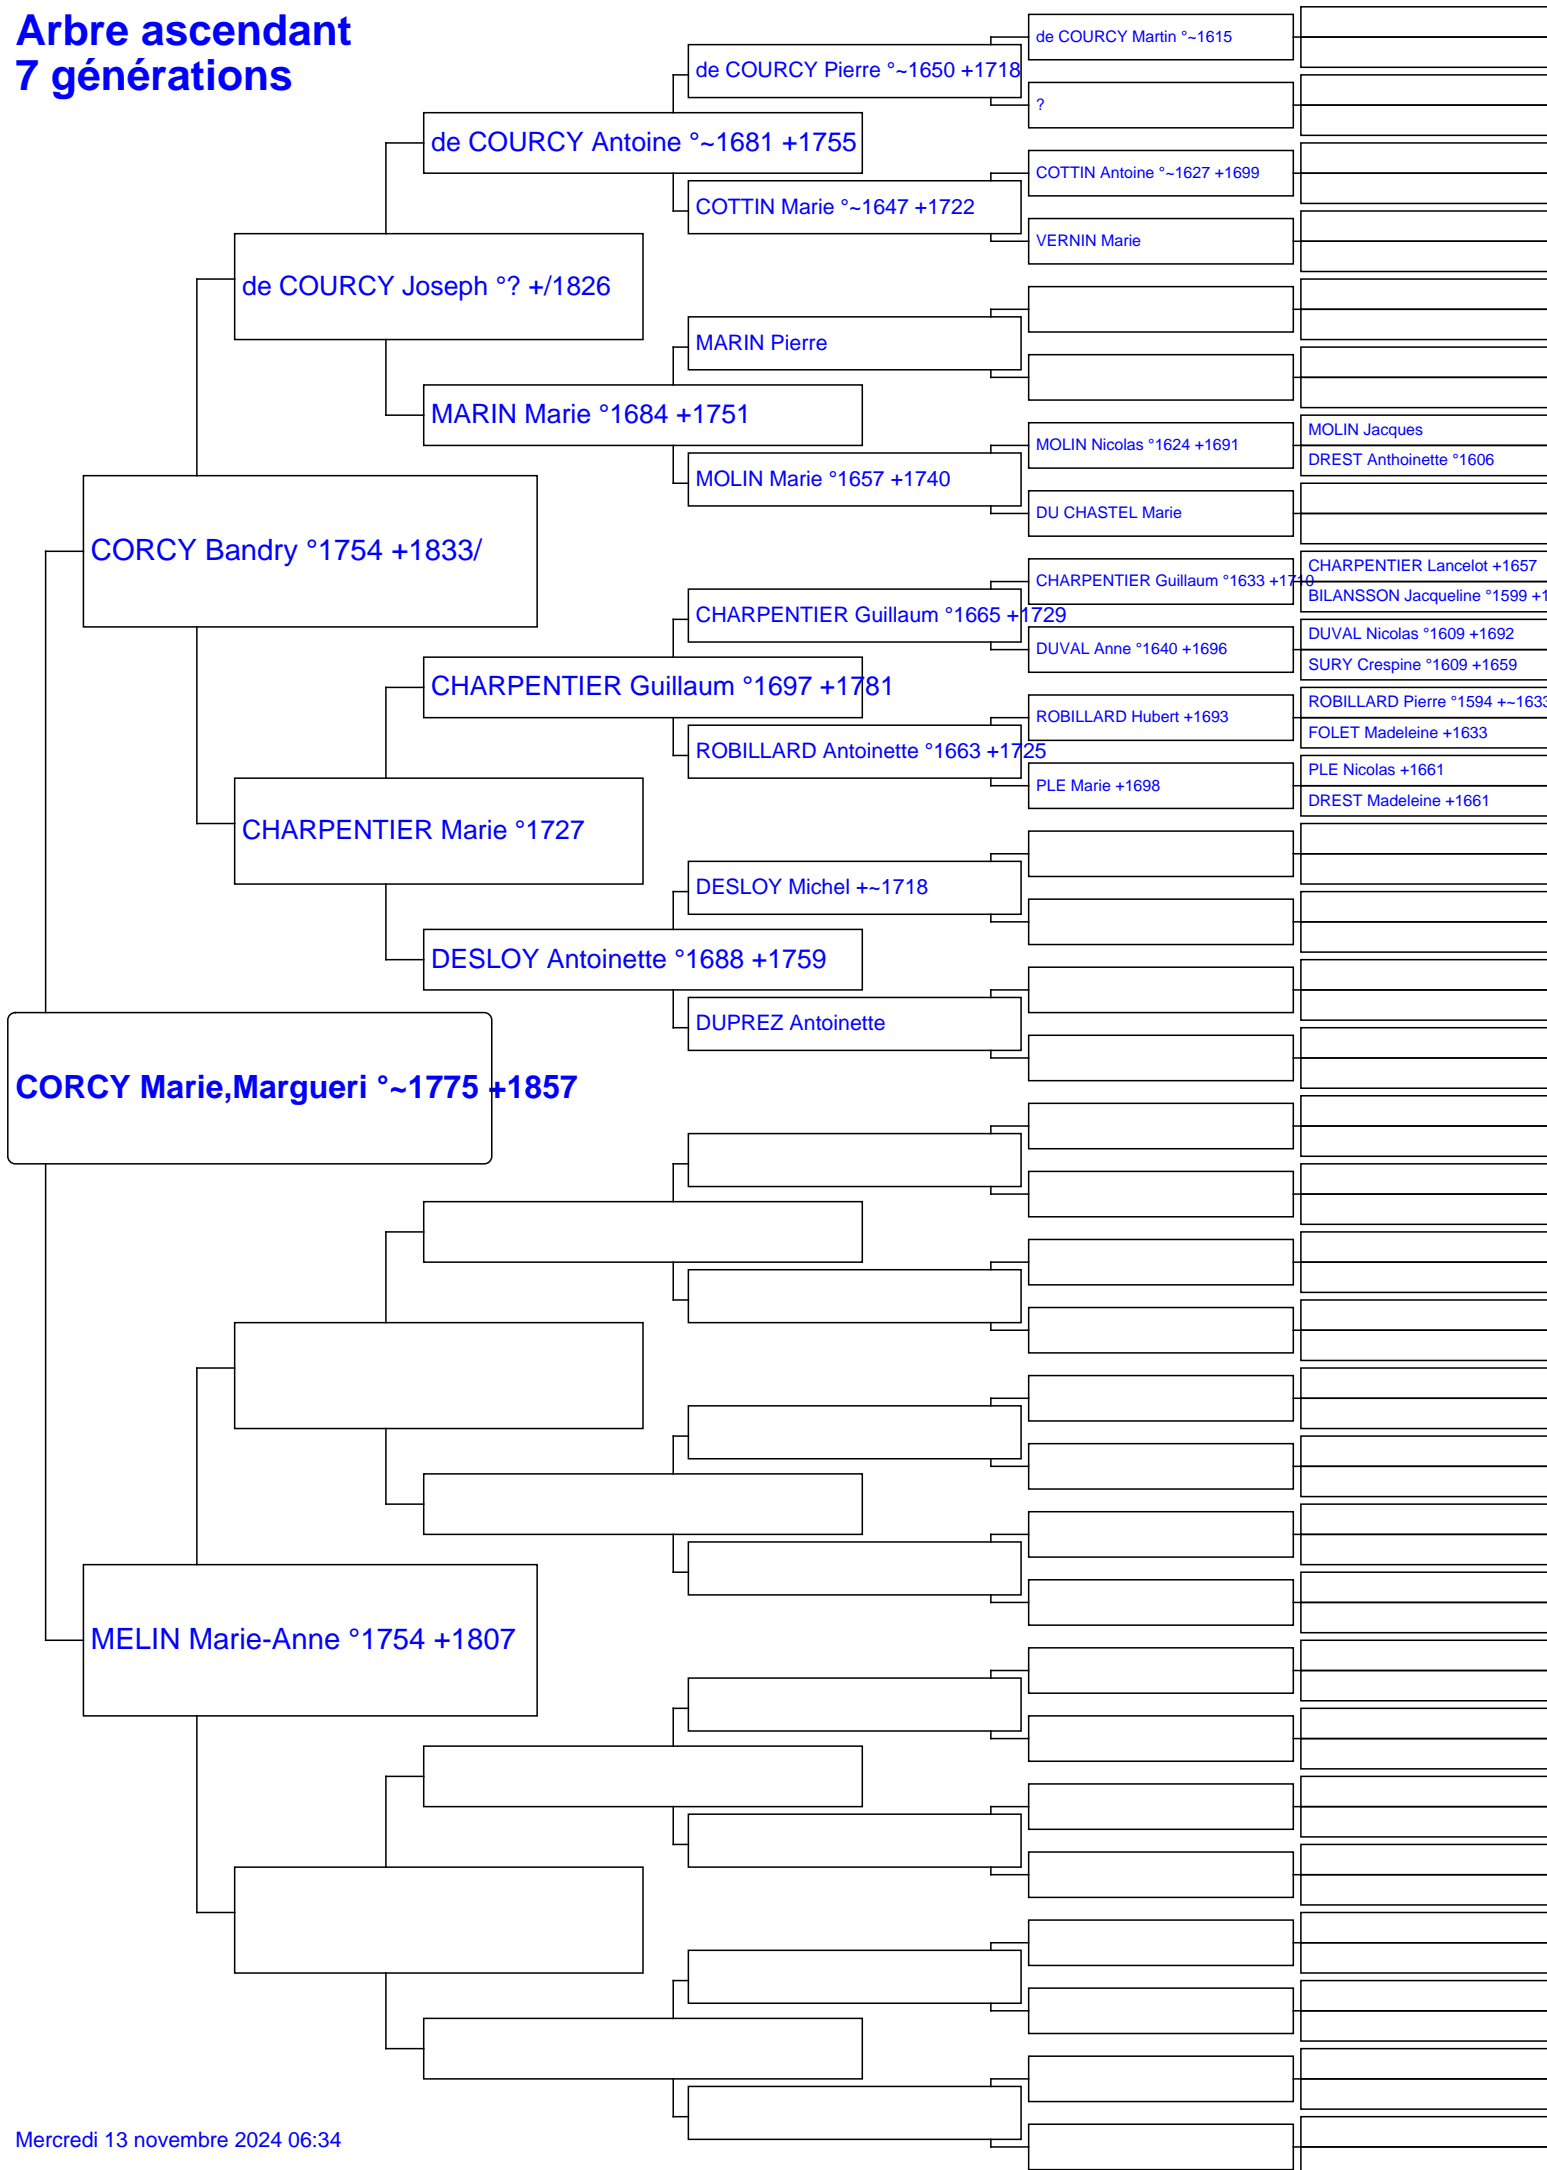 Arbre ascendant
7 générations
de COURCY Martin °~1615
de COURCY Pierre °~1650 +1718
?
de COURCY Antoine °~1681 +1755
COTTIN Antoine °~1627 +1699
COTTIN Marie °~1647 +1722
VERNIN Marie
de COURCY Joseph °? +/1826
MARIN Pierre
MARIN Marie °1684 +1751
MOLIN Jacques
MOLIN Nicolas °1624 +1691
DREST Anthoinette °1606
MOLIN Marie °1657 +1740
DU CHASTEL Marie
CORCY Bandry °1754 +1833/
CHARPENTIER Lancelot +1657
CHARPENTIER Guillaum °1633 +1710
BILANSSON Jacqueline °1599 +1
CHARPENTIER Guillaum °1665 +1729
DUVAL Nicolas °1609 +1692
DUVAL Anne °1640 +1696
SURY Crespine °1609 +1659
CHARPENTIER Guillaum °1697 +1781
ROBILLARD Pierre °1594 +~1633
ROBILLARD Hubert +1693
FOLET Madeleine +1633
ROBILLARD Antoinette °1663 +1725
PLE Nicolas +1661
PLE Marie +1698
DREST Madeleine +1661
CHARPENTIER Marie °1727
DESLOY Michel +~1718
DESLOY Antoinette °1688 +1759
DUPREZ Antoinette
CORCY Marie,Margueri °~1775 +1857
MELIN Marie-Anne °1754 +1807
Mercredi 13 novembre 2024 06:34